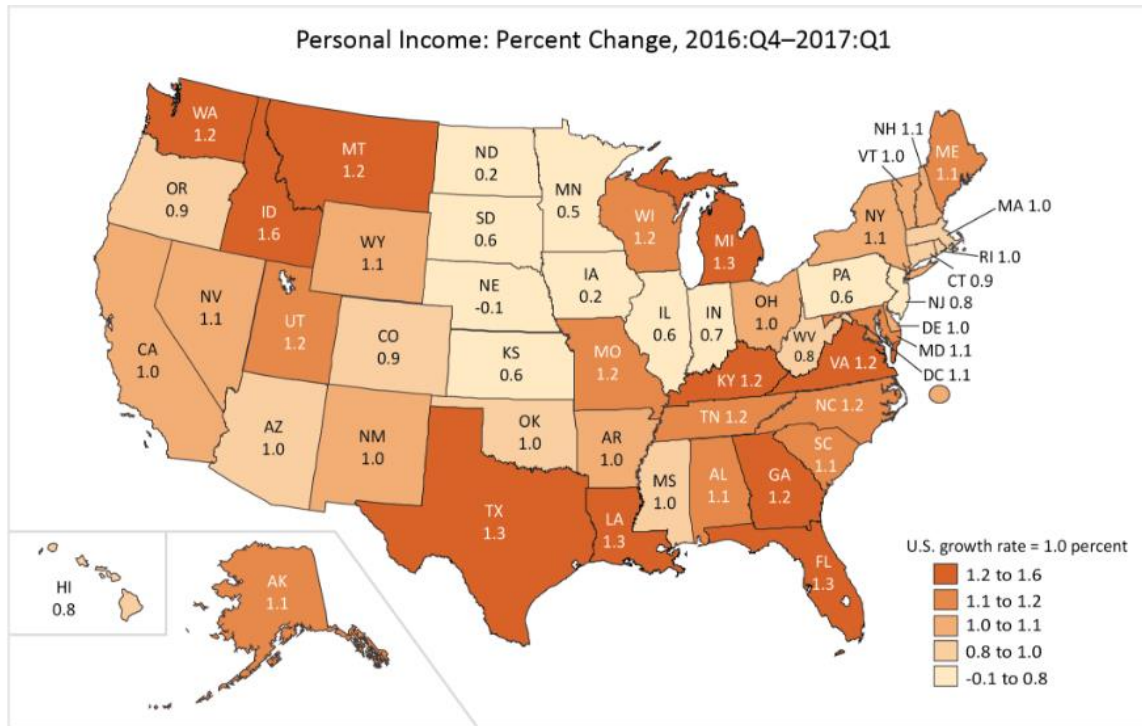 Personal Income: Percent Change, 2016:Q4–2017:Q1
WA
1.2
MT
1.2
ND
0.2
MN
0.5
NH 1.1
VT 1.0
ME
1.1
OR
0.9
ID
1.6
SD
0.6
WI
1.2
MI
1.3
NY
1.1
MA 1.0
RI 1.0
CT 0.9
WY
1.1
NE
-0.1
IA
0.2
PA
0.6
NJ 0.8
NV
1.1
UT
1.2
CO
0.9
IL
0.6
IN
0.7
OH
1.0
WV
0.8
DE 1.0
MD 1.1
DC 1.1
CA
1.0
KS
0.6
MO
1.2
KY 1.2
VA 1.2
AZ
1.0
NM
1.0
OK
1.0
AR
1.0
TN 1.2
NC 1.2
SC
1.1
TX
1.3
LA
1.3
MS
1.0
AL
1.1
GA
1.2
FL
1.3
HI
0.8
AK
1.1
U.S. growth rate = 1.0 percent
1.2 to 1.6
1.1 to 1.2
1.0 to 1.1
0.8 to 1.0
-0.1 to 0.8